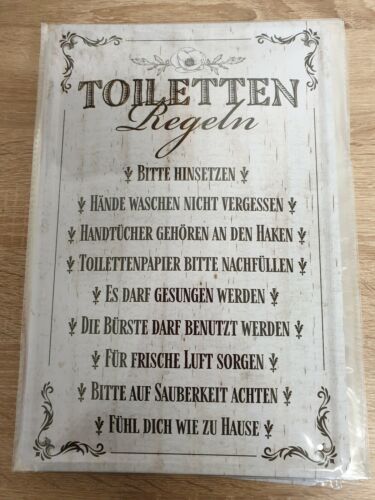 TOILETTEN
Regeln
BITTE HINSETZEN
HÄNDE WASCHEN NICHT VERGESSEN
HANDTÜCHER GEHÖREN AN DEN HAKEN
TOILETTENPAPIER BITTE NACHFÜLLEN
ES DARF GESUNGEN WERDEN
DIE BÜRSTE DARF BENUTZT WERDEN
FÜR FRISCHE LUFT SORGEN
BITTE AUF SAUBERKEIT ACHTEN
FÜHL DICH WIE ZU HAUSE